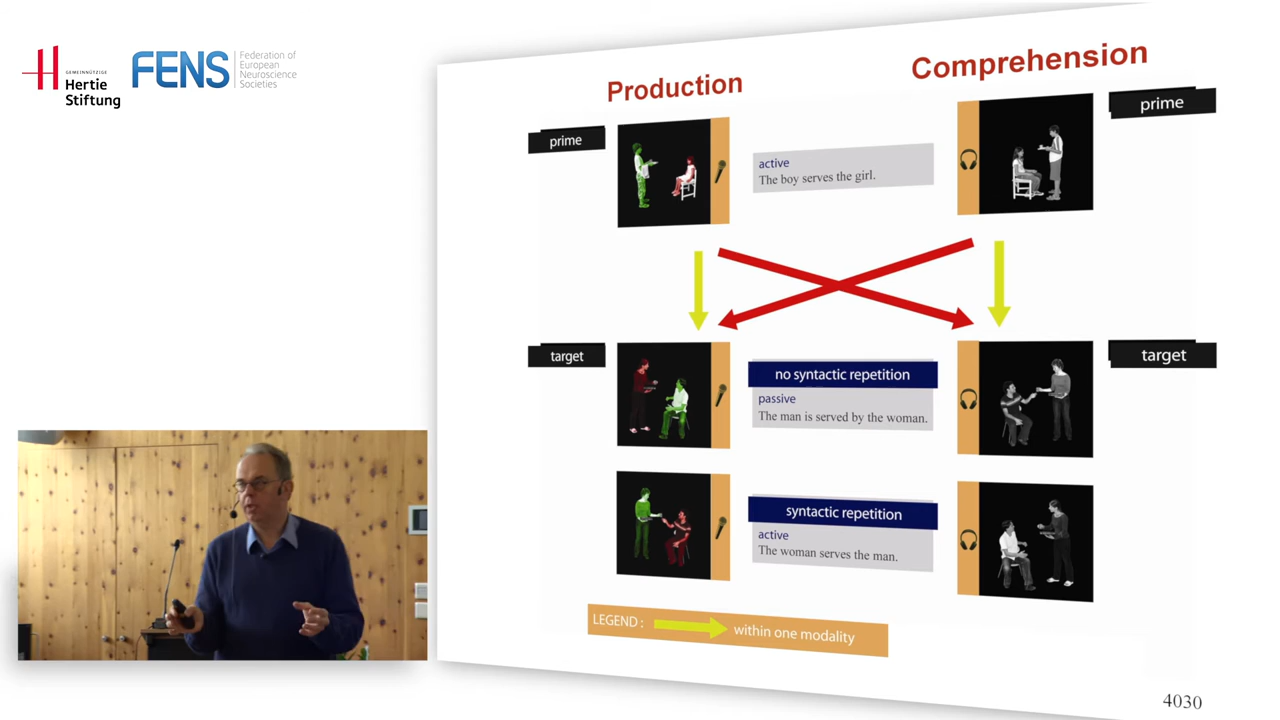 GEMEINNÜTZIGE
Hertie
Stiftung
FENS
Federation of
European
Neuroscience
Societies
Production
Comprehension
prime
prime
active
The boy serves the girl.
target
target
no syntactic repetition
passive
The man is served by the woman.
syntactic repetition
active
The woman serves the man.
LEGEND :
within one modality
4030